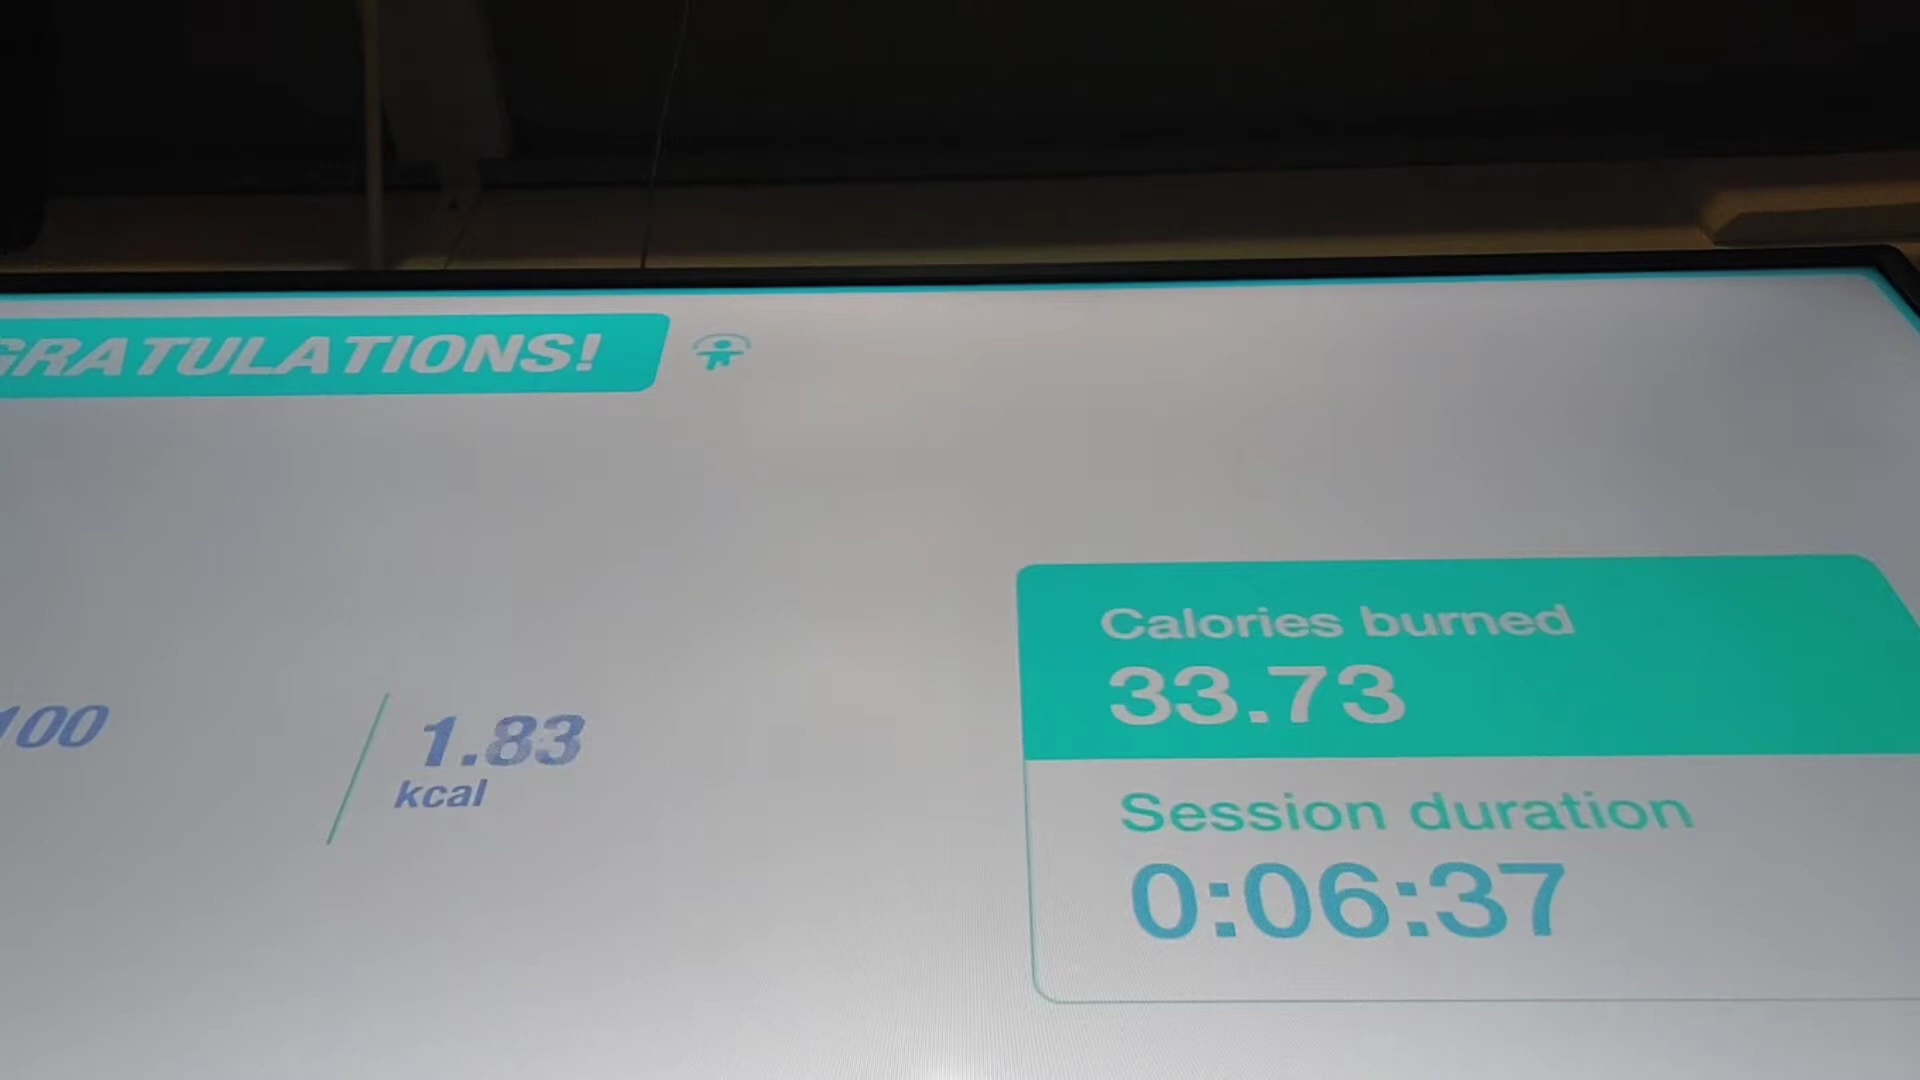 GRATULATIONS!
100
1.83
kcal
Calories burned
33.73
Session duration
0:06:37